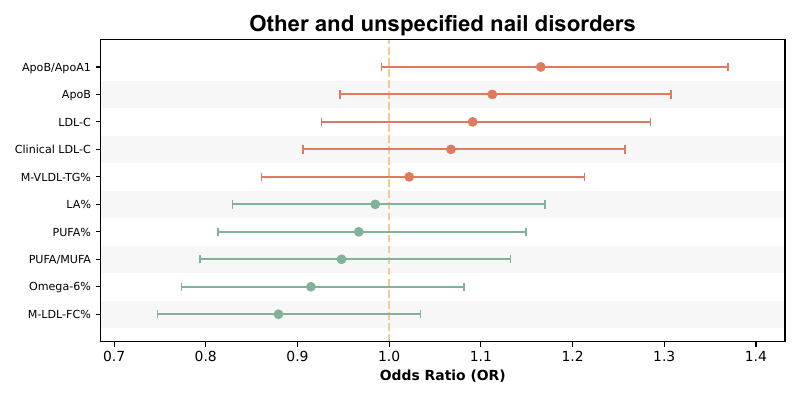 Other and unspecified nail disorders
ApoB/ApoA1
ApoB
LDL-C
Clinical LDL-C
M-VLDL-TG%
LA%
PUFA%
PUFA/MUFA
Omega-6%
M-LDL-FC%
0.7 0.8 0.9 1.0 1.1 1.2 1.3 1.4
Odds Ratio (OR)